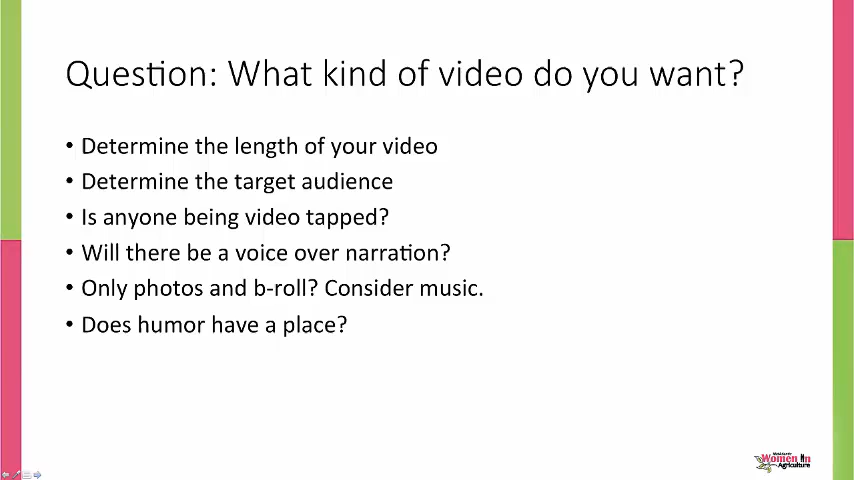 Question: What kind of video do you want?
• Determine the length of your video
• Determine the target audience
• Is anyone being video tapped?
• Will there be a voice over narration?
• Only photos and b-roll? Consider music.
• Does humor have a place?
Women In
Agriculture